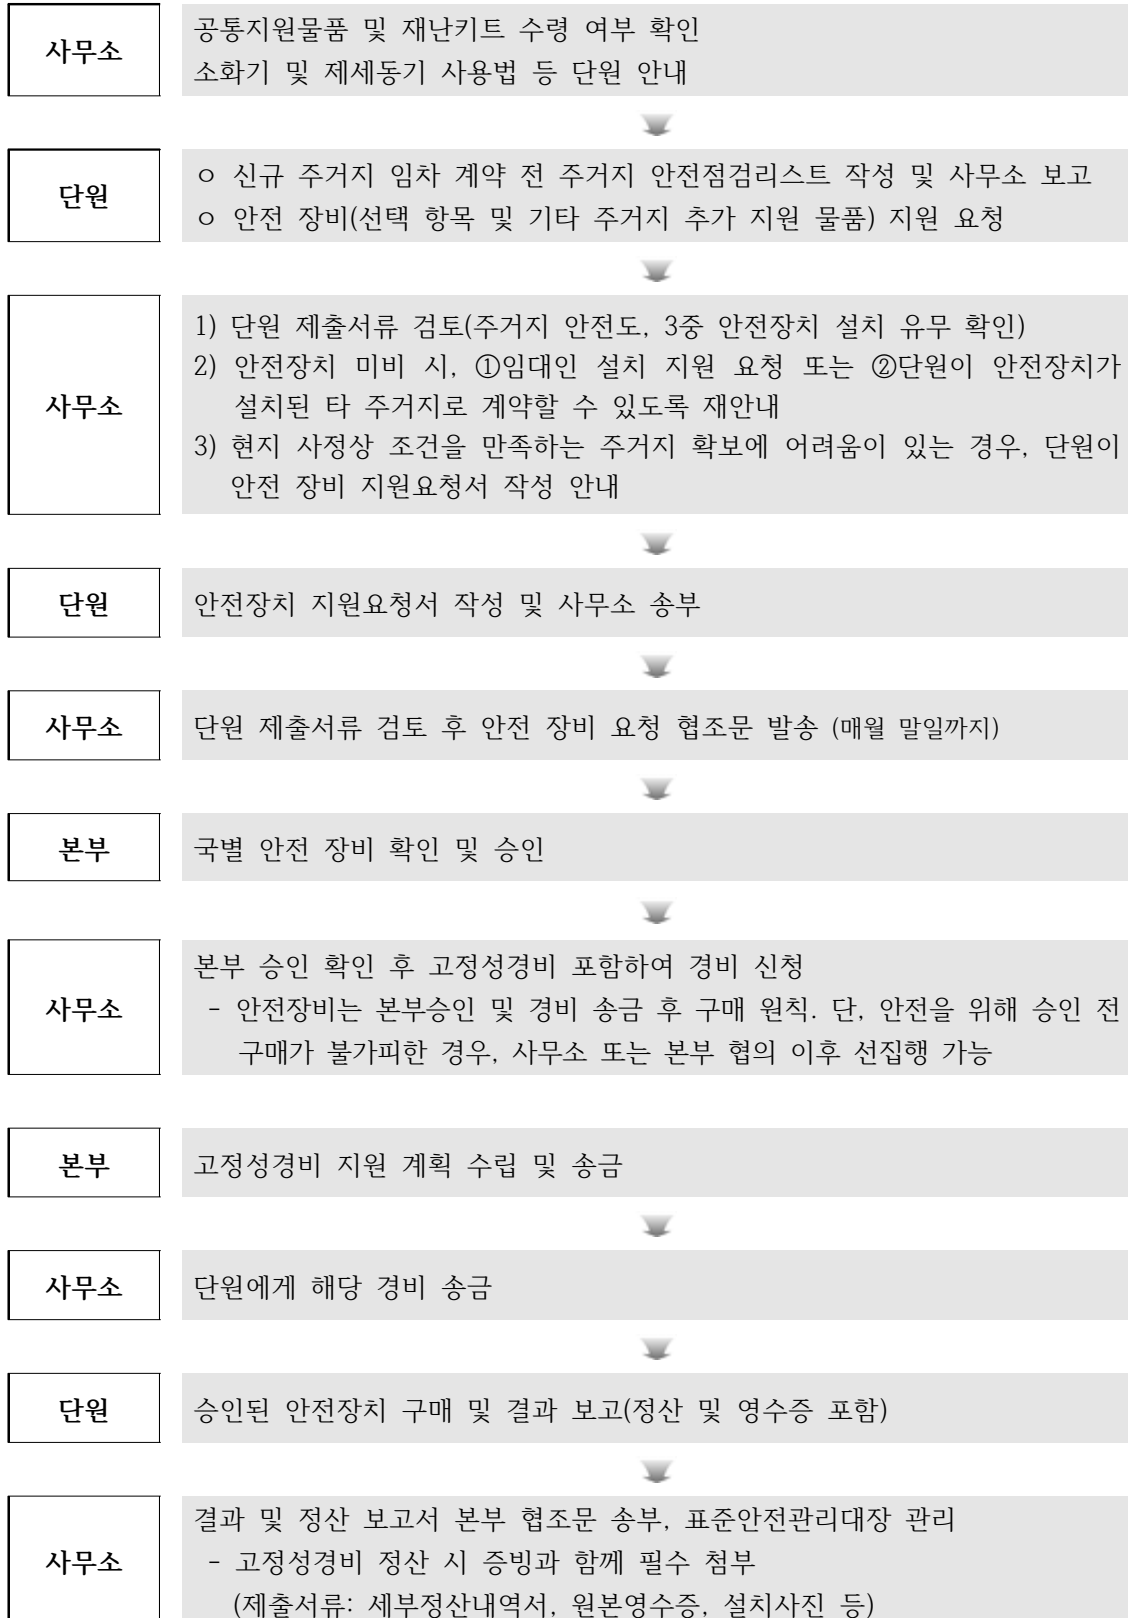 사무소
공통지원물품 및 재난키트 수령 여부 확인
소화기 및 제세동기 사용법 등 단원 안내
단원
ㅇ 신규 주거지 임차 계약 전 주거지 안전점검리스트 작성 및 사무소 보고
ㅇ 안전 장비(선택 항목 및 기타 주거지 추가 지원 물품) 지원 요청
사무소
1) 단원 제출서류 검토(주거지 안전도, 3중 안전장치 설치 유무 확인)
2) 안전장치 미비 시, ①임대인 설치 지원 요청 또는 ②단원이 안전장치가
설치된 타 주거지로 계약할 수 있도록 재안내
3) 현지 사정상 조건을 만족하는 주거지 확보에 어려움이 있는 경우, 단원이
안전 장비 지원요청서 작성 안내
단원
안전장치 지원요청서 작성 및 사무소 송부
사무소
단원 제출서류 검토 후 안전 장비 요청 협조문 발송 (매월 말일까지)
본부
국별 안전 장비 확인 및 승인
사무소
본부 승인 확인 후 고정성경비 포함하여 경비 신청
- 안전장비는 본부승인 및 경비 송금 후 구매 원칙. 단, 안전을 위해 승인 전
구매가 불가피한 경우, 사무소 또는 본부 협의 이후 선집행 가능
본부
고정성경비 지원 계획 수립 및 송금
사무소
단원에게 해당 경비 송금
단원
승인된 안전장치 구매 및 결과 보고(정산 및 영수증 포함)
사무소
결과 및 정산 보고서 본부 협조문 송부, 표준안전관리대장 관리
- 고정성경비 정산 시 증빙과 함께 필수 첨부
(제출서류: 세부정산내역서, 원본영수증, 설치사진 등)